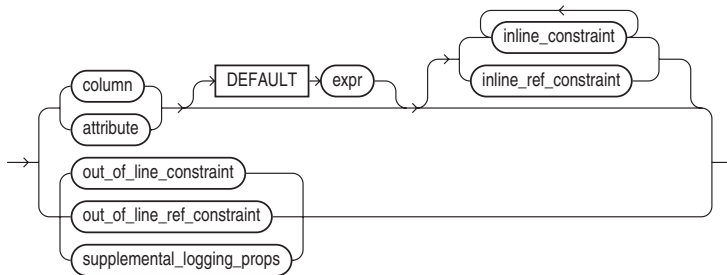 inline_constraint
DEFAULT expr
column
inline_ref_constraint
attribute
out_of_line_constraint
out_of_line_ref_constraint
supplemental_logging_props